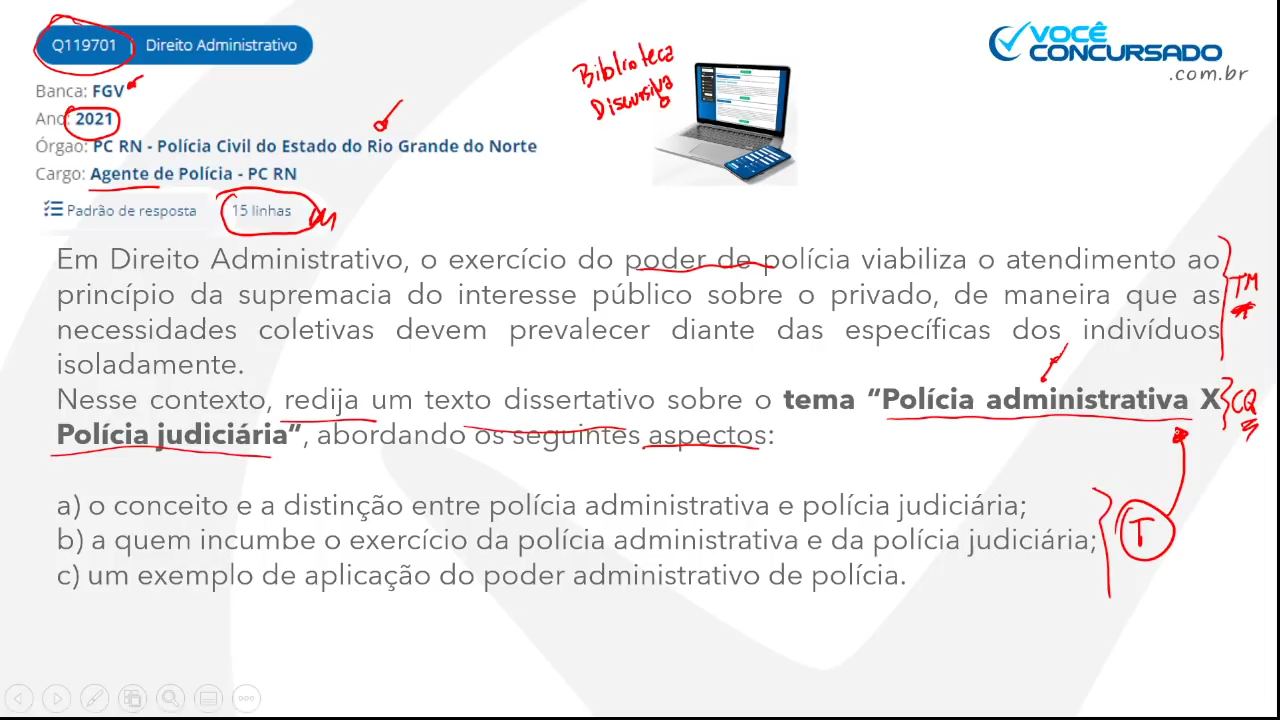 Q119701 Direito Administrativo
VOCÊ
CONCURSADO
.com.br
Biblioteca
Discursiva
Banca: FGV
Ano: 2021
Órgao: PC RN - Polícia Civil do Estado do Rio Grande do Norte
Cargo: Agente de Polícia - PC RN
Padrão de resposta 15 linhas
Em Direito Administrativo, o exercício do poder de polícia viabiliza o atendimento ao
princípio da supremacia do interesse público sobre o privado, de maneira que as
necessidades coletivas devem prevalecer diante das específicas dos indivíduos
isoladamente.
TM
Nesse contexto, redija um texto dissertativo sobre o tema “Polícia administrativa X
Polícia judiciária”, abordando os seguintes aspectos:
CQ
a) o conceito e a distinção entre polícia administrativa e polícia judiciária;
b) a quem incumbe o exercício da polícia administrativa e da polícia judiciária;
c) um exemplo de aplicação do poder administrativo de polícia.
T